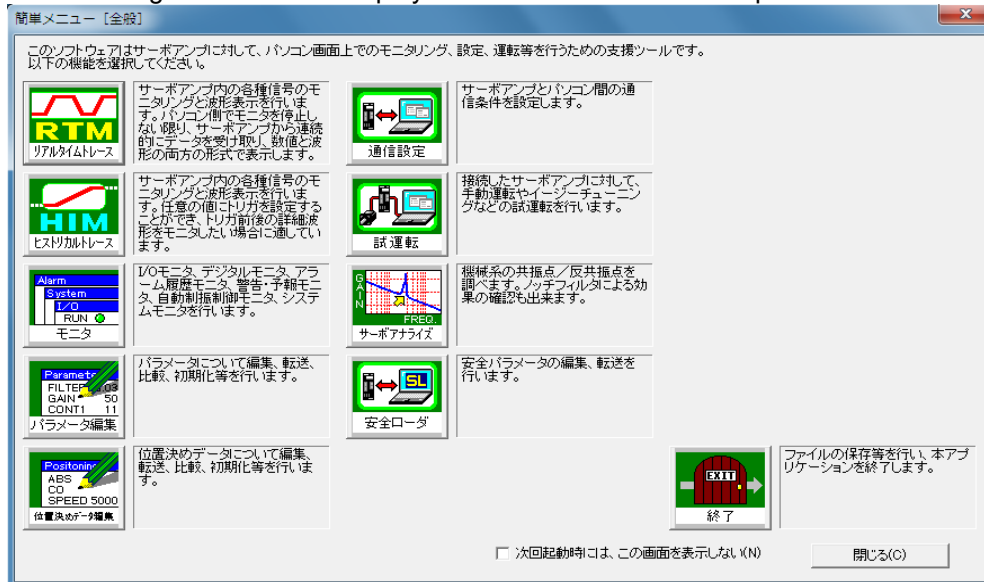 簡単メニュー［全般］
このソフトウェアはサーボアンプに対して、パソコン画面上でのモニタリング、設定、運転等を行うための支援ツールです。
以下の機能を選択してください。
RTM
リアルタイムトレース
サーボアンプ内の各種信号のモ
ニタリングと波形表示を行いま
す。パソコン側でモニタを停止し
ない限り、サーボアンプから連続
的にデータを受け取り、数値と波
形の両方の形式で表示します。
通信設定
サーボアンプとパソコン間の通
信条件を設定します。
HIM
ヒストリカルトレース
サーボアンプ内の各種信号のモ
ニタリングと波形表示を行いま
す。任意の値にトリガを設定する
ことができ、トリガ前後の詳細波
形をモニタしたい場合に適してい
ます。
試運転
接続したサーボアンプに対して、
手動運転やイージーチューニン
グなどの試運転を行います。
Alarm
System
I/O
RUN
モニタ
I/Oモニタ、デジタルモニタ、アラ
ーム履歴モニタ、警告・予報モニ
タ、自動制振制御モニタ、システ
ムモニタを行います。
GAIN
FREQ.
サーボアナライズ
機械系の共振点／反共振点を
調べます。ノッチフィルタによる効
果の確認も出来ます。
GAIN 50
CONT1 11
パラメータ編集
パラメータについて編集、転送、
比較、初期化等を行います。
SL
安全ローダ
安全パラメータの編集、転送を
行います。
ABS
CO
SPEED 5000
位置決めデータ編集
位置決めデータについて編集、
転送、比較、初期化等を行いま
す。
EXIT
終了
ファイルの保存等を行い、本アプ
リケーションを終了します。
次回起動時には、この画面を表示しない(N)
閉じる(C)